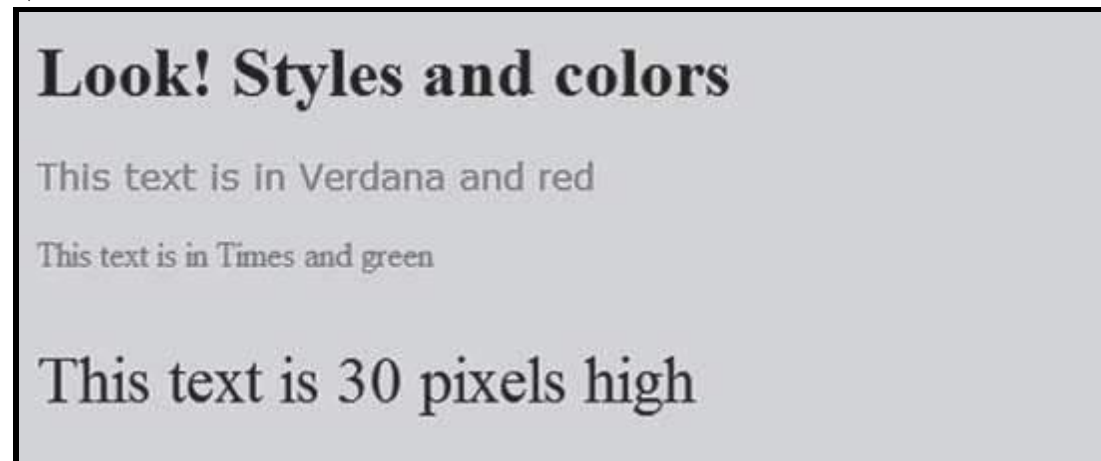 Look! Styles and colors
This text is in Verdana and red
This text is in Times and green
This text is 30 pixels high